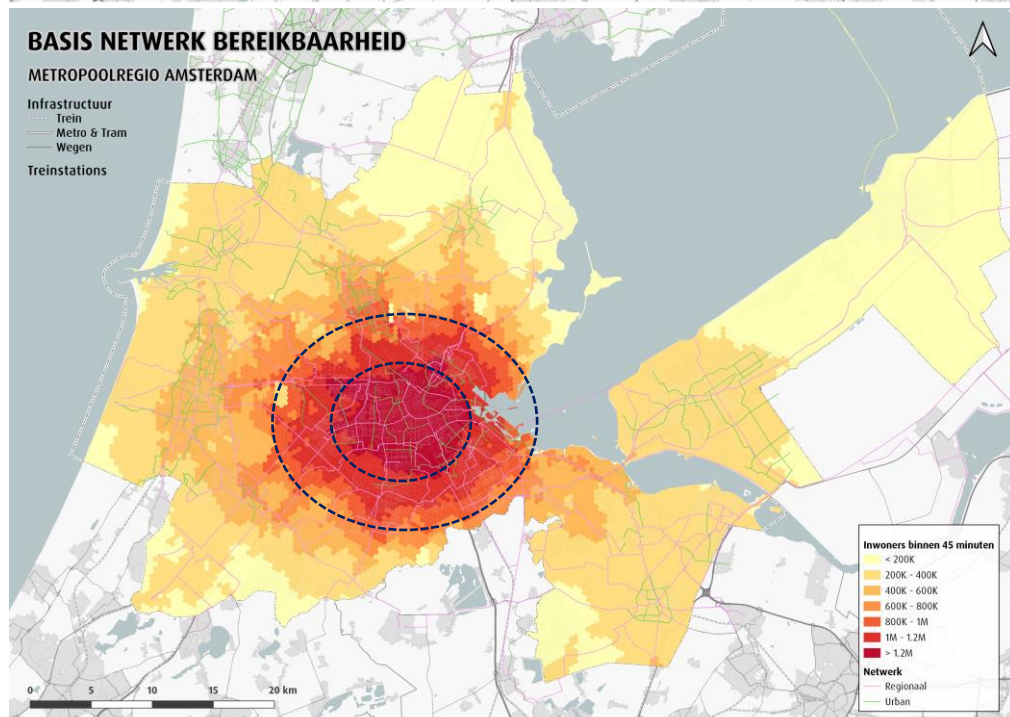 BASIS NETWERK BEREIKBAARHEID
METROPOOLREGIO AMSTERDAM
Infrastructuur
Trein
Metro & Tram
Wegen
Treinstations
Inwoners binnen 45 minuten
< 200K
200K - 400K
400K - 600K
600K - 800K
800K - 1M
1M - 1.2M
> 1.2M
Netwerk
Regionaal
Urban
0 5 10 15 20 km